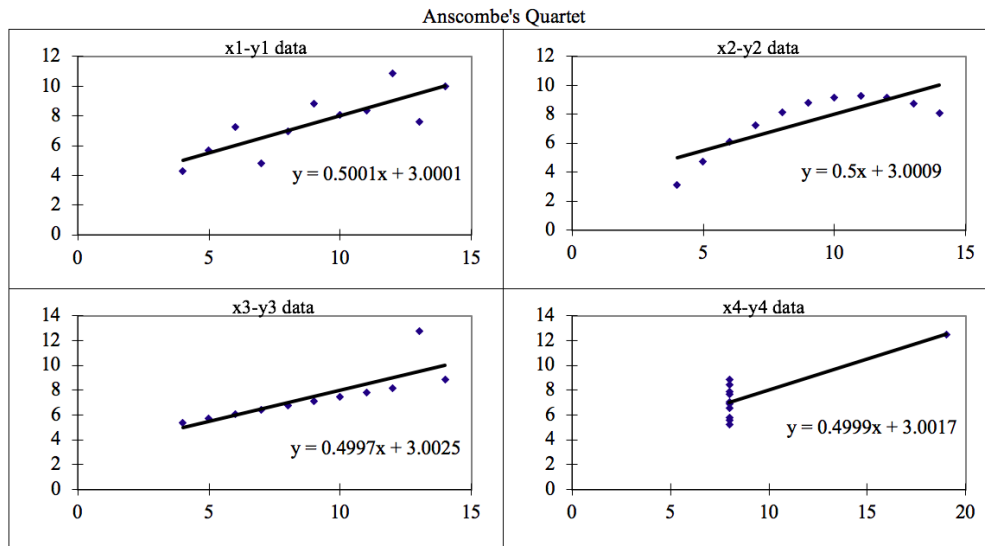 Anscombe's Quartet
x1-y1 data
12
10
8
6
4
2
0
0 5 10 15
y = 0.5001x + 3.0001
x2-y2 data
12
10
8
6
4
2
0
0 5 10 15
y = 0.5x + 3.0009
x3-y3 data
14
12
10
8
6
4
2
0
0 5 10 15
y = 0.4997x + 3.0025
x4-y4 data
14
12
10
8
6
4
2
0
0 5 10 15 20
y = 0.4999x + 3.0017